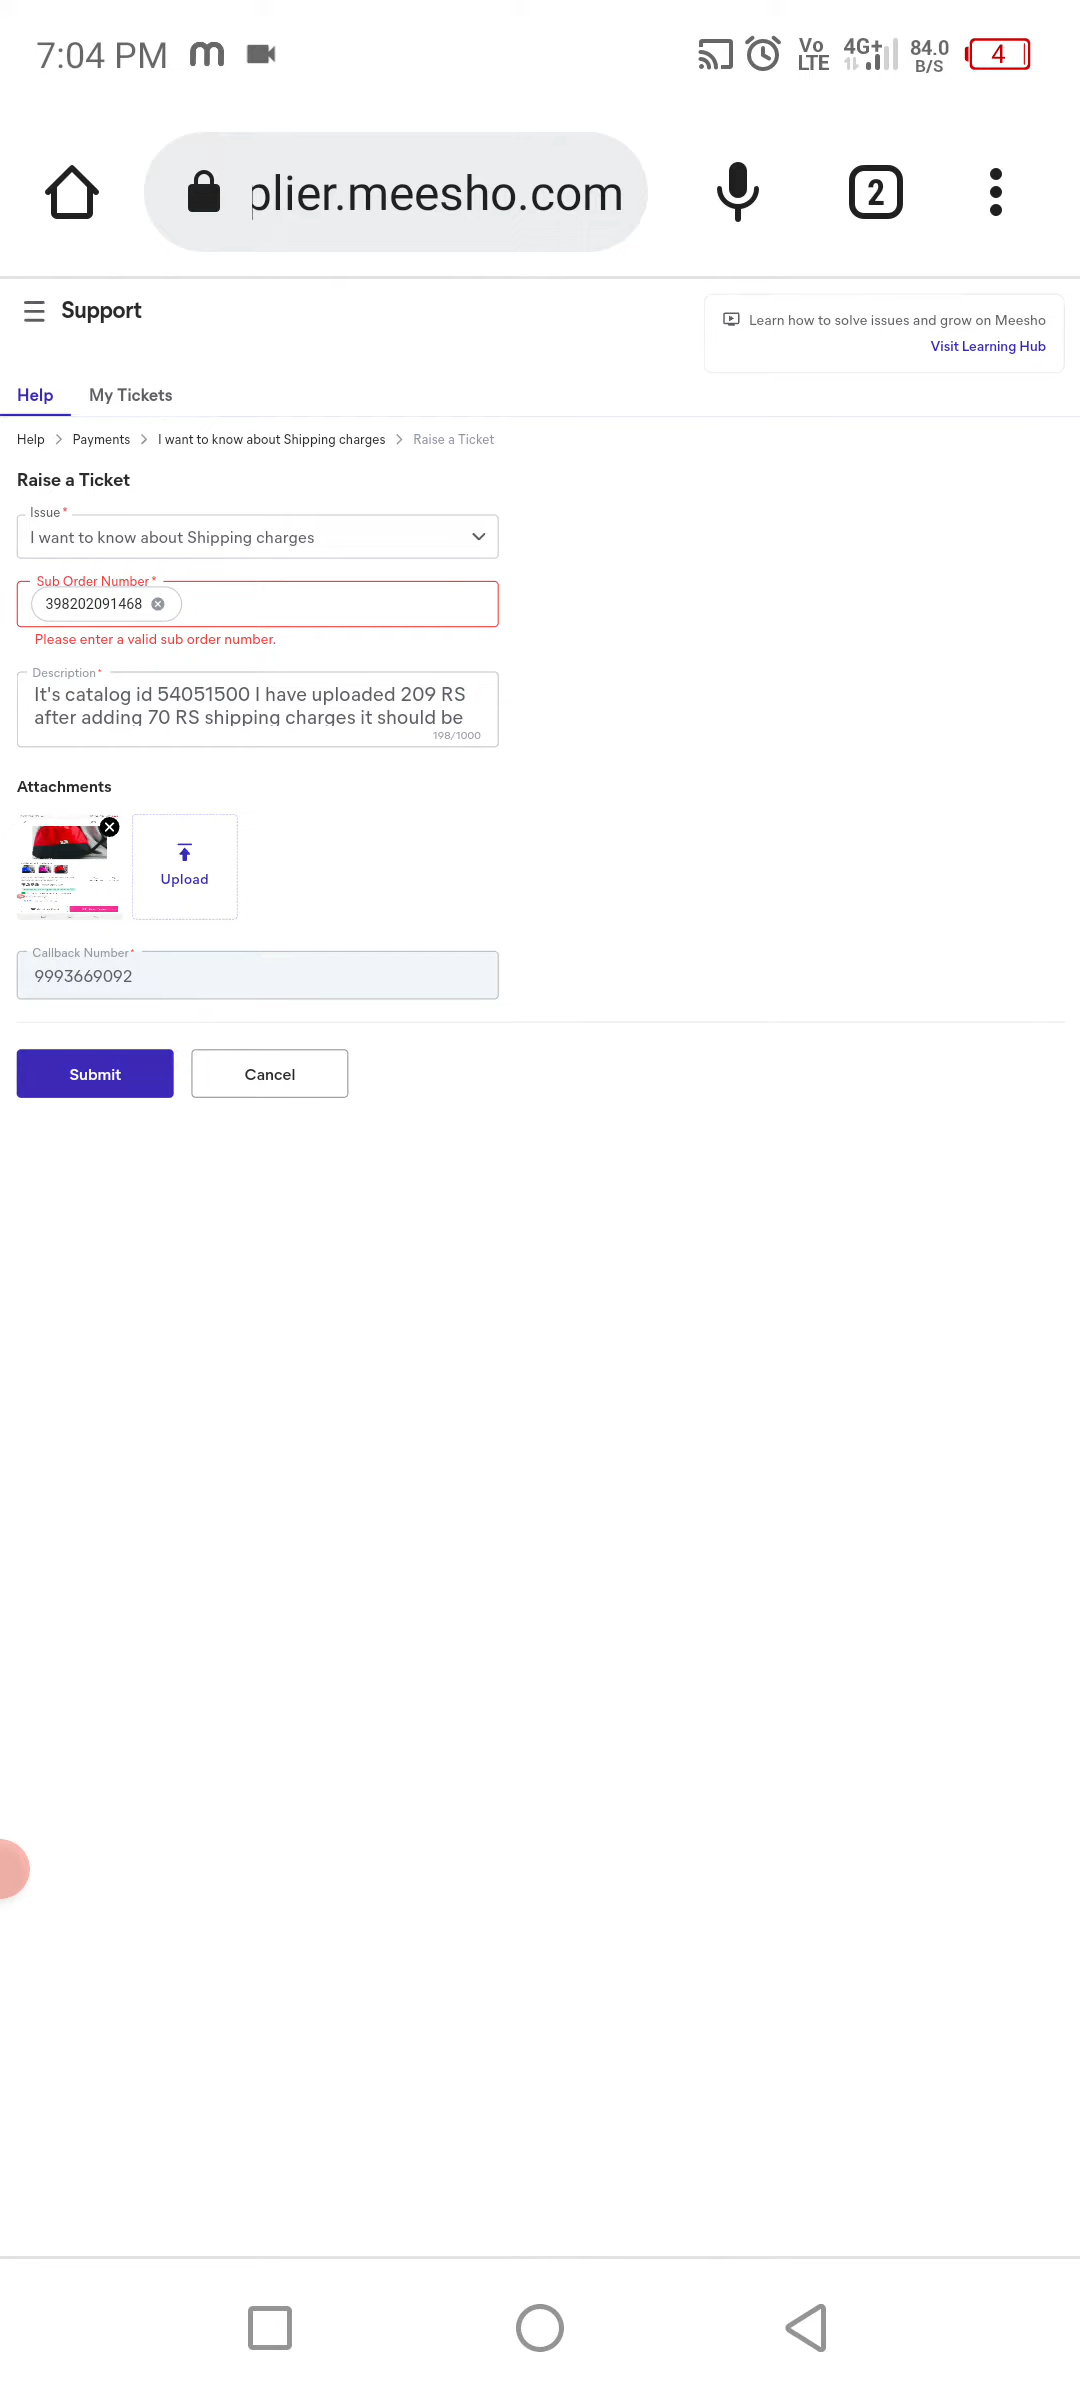 7:04 PM
Vo LTE
4G+
84.0 B/S
4
plier.meesho.com
2
Support
Learn how to solve issues and grow on Meesho
Visit Learning Hub
Help
My Tickets
Help > Payments > I want to know about Shipping charges > Raise a Ticket
Raise a Ticket
Issue*
I want to know about Shipping charges
Sub Order Number*
398202091468
Please enter a valid sub order number.
Description*
It's catalog id 54051500 I have uploaded 209 RS
after adding 70 RS shipping charges it should be
198/1000
Attachments
Upload
Callback Number*
9993669092
Submit
Cancel